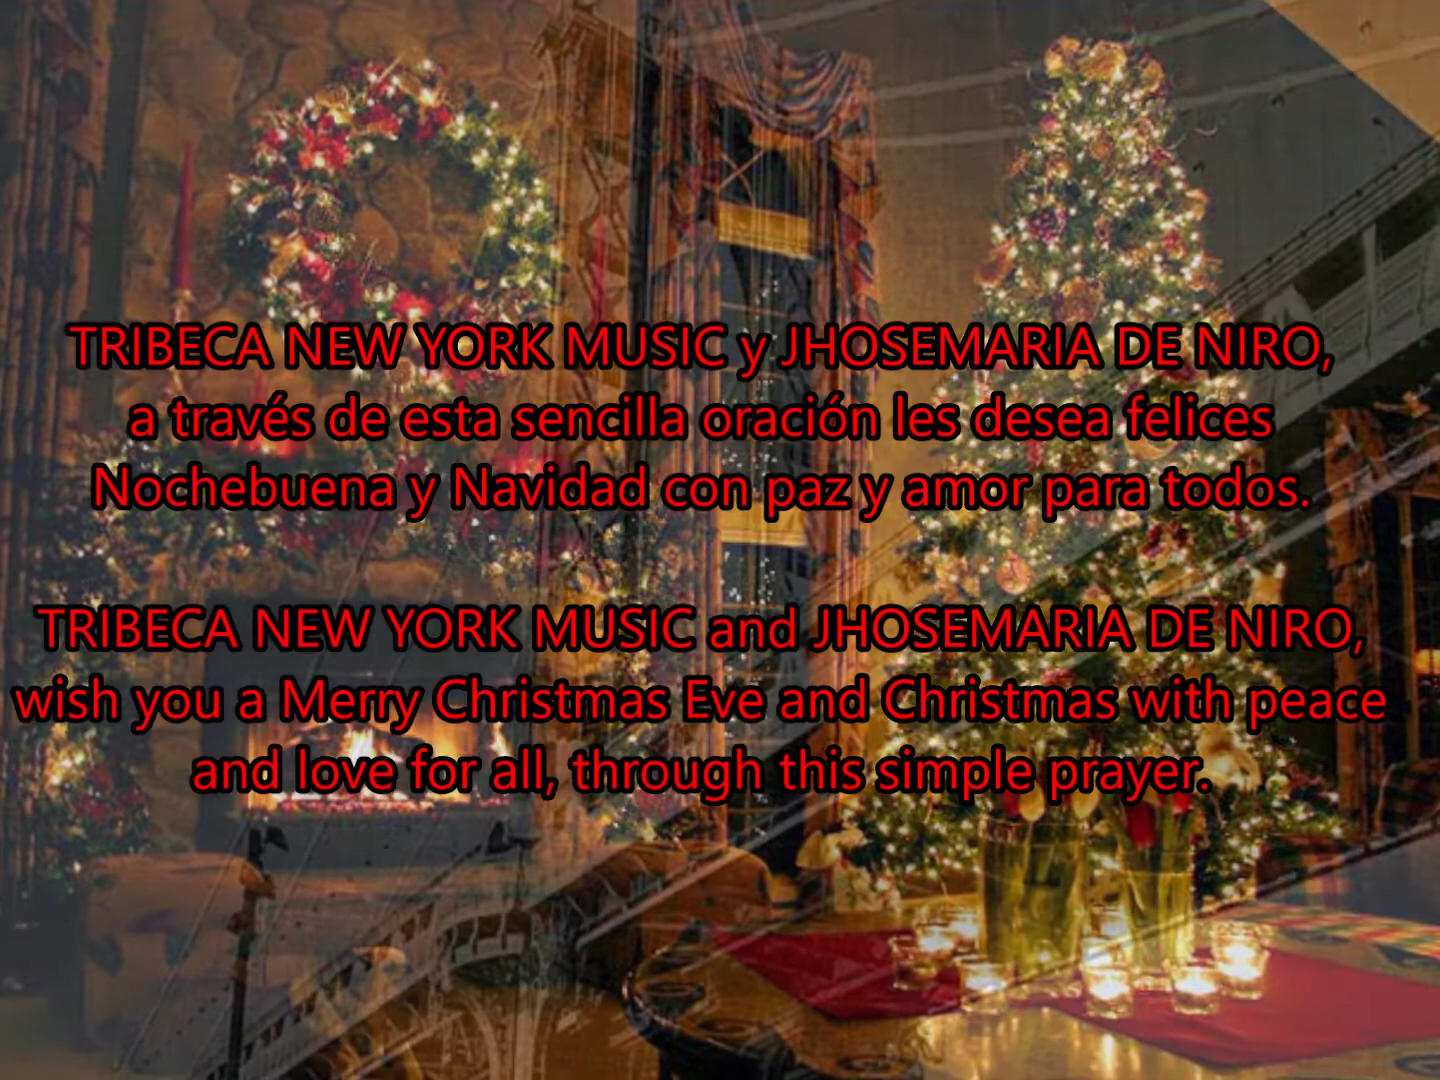 TRIBECA NEW YORK MUSIC y JHOSEMARIA DE NIRO,
a través de esta sencilla oración les desea felices
Nochebuena y Navidad con paz y amor para todos.
TRIBECA NEW YORK MUSIC and JHOSEMARIA DE NIRO,
wish you a Merry Christmas Eve and Christmas with peace
and love for all, through this simple prayer.